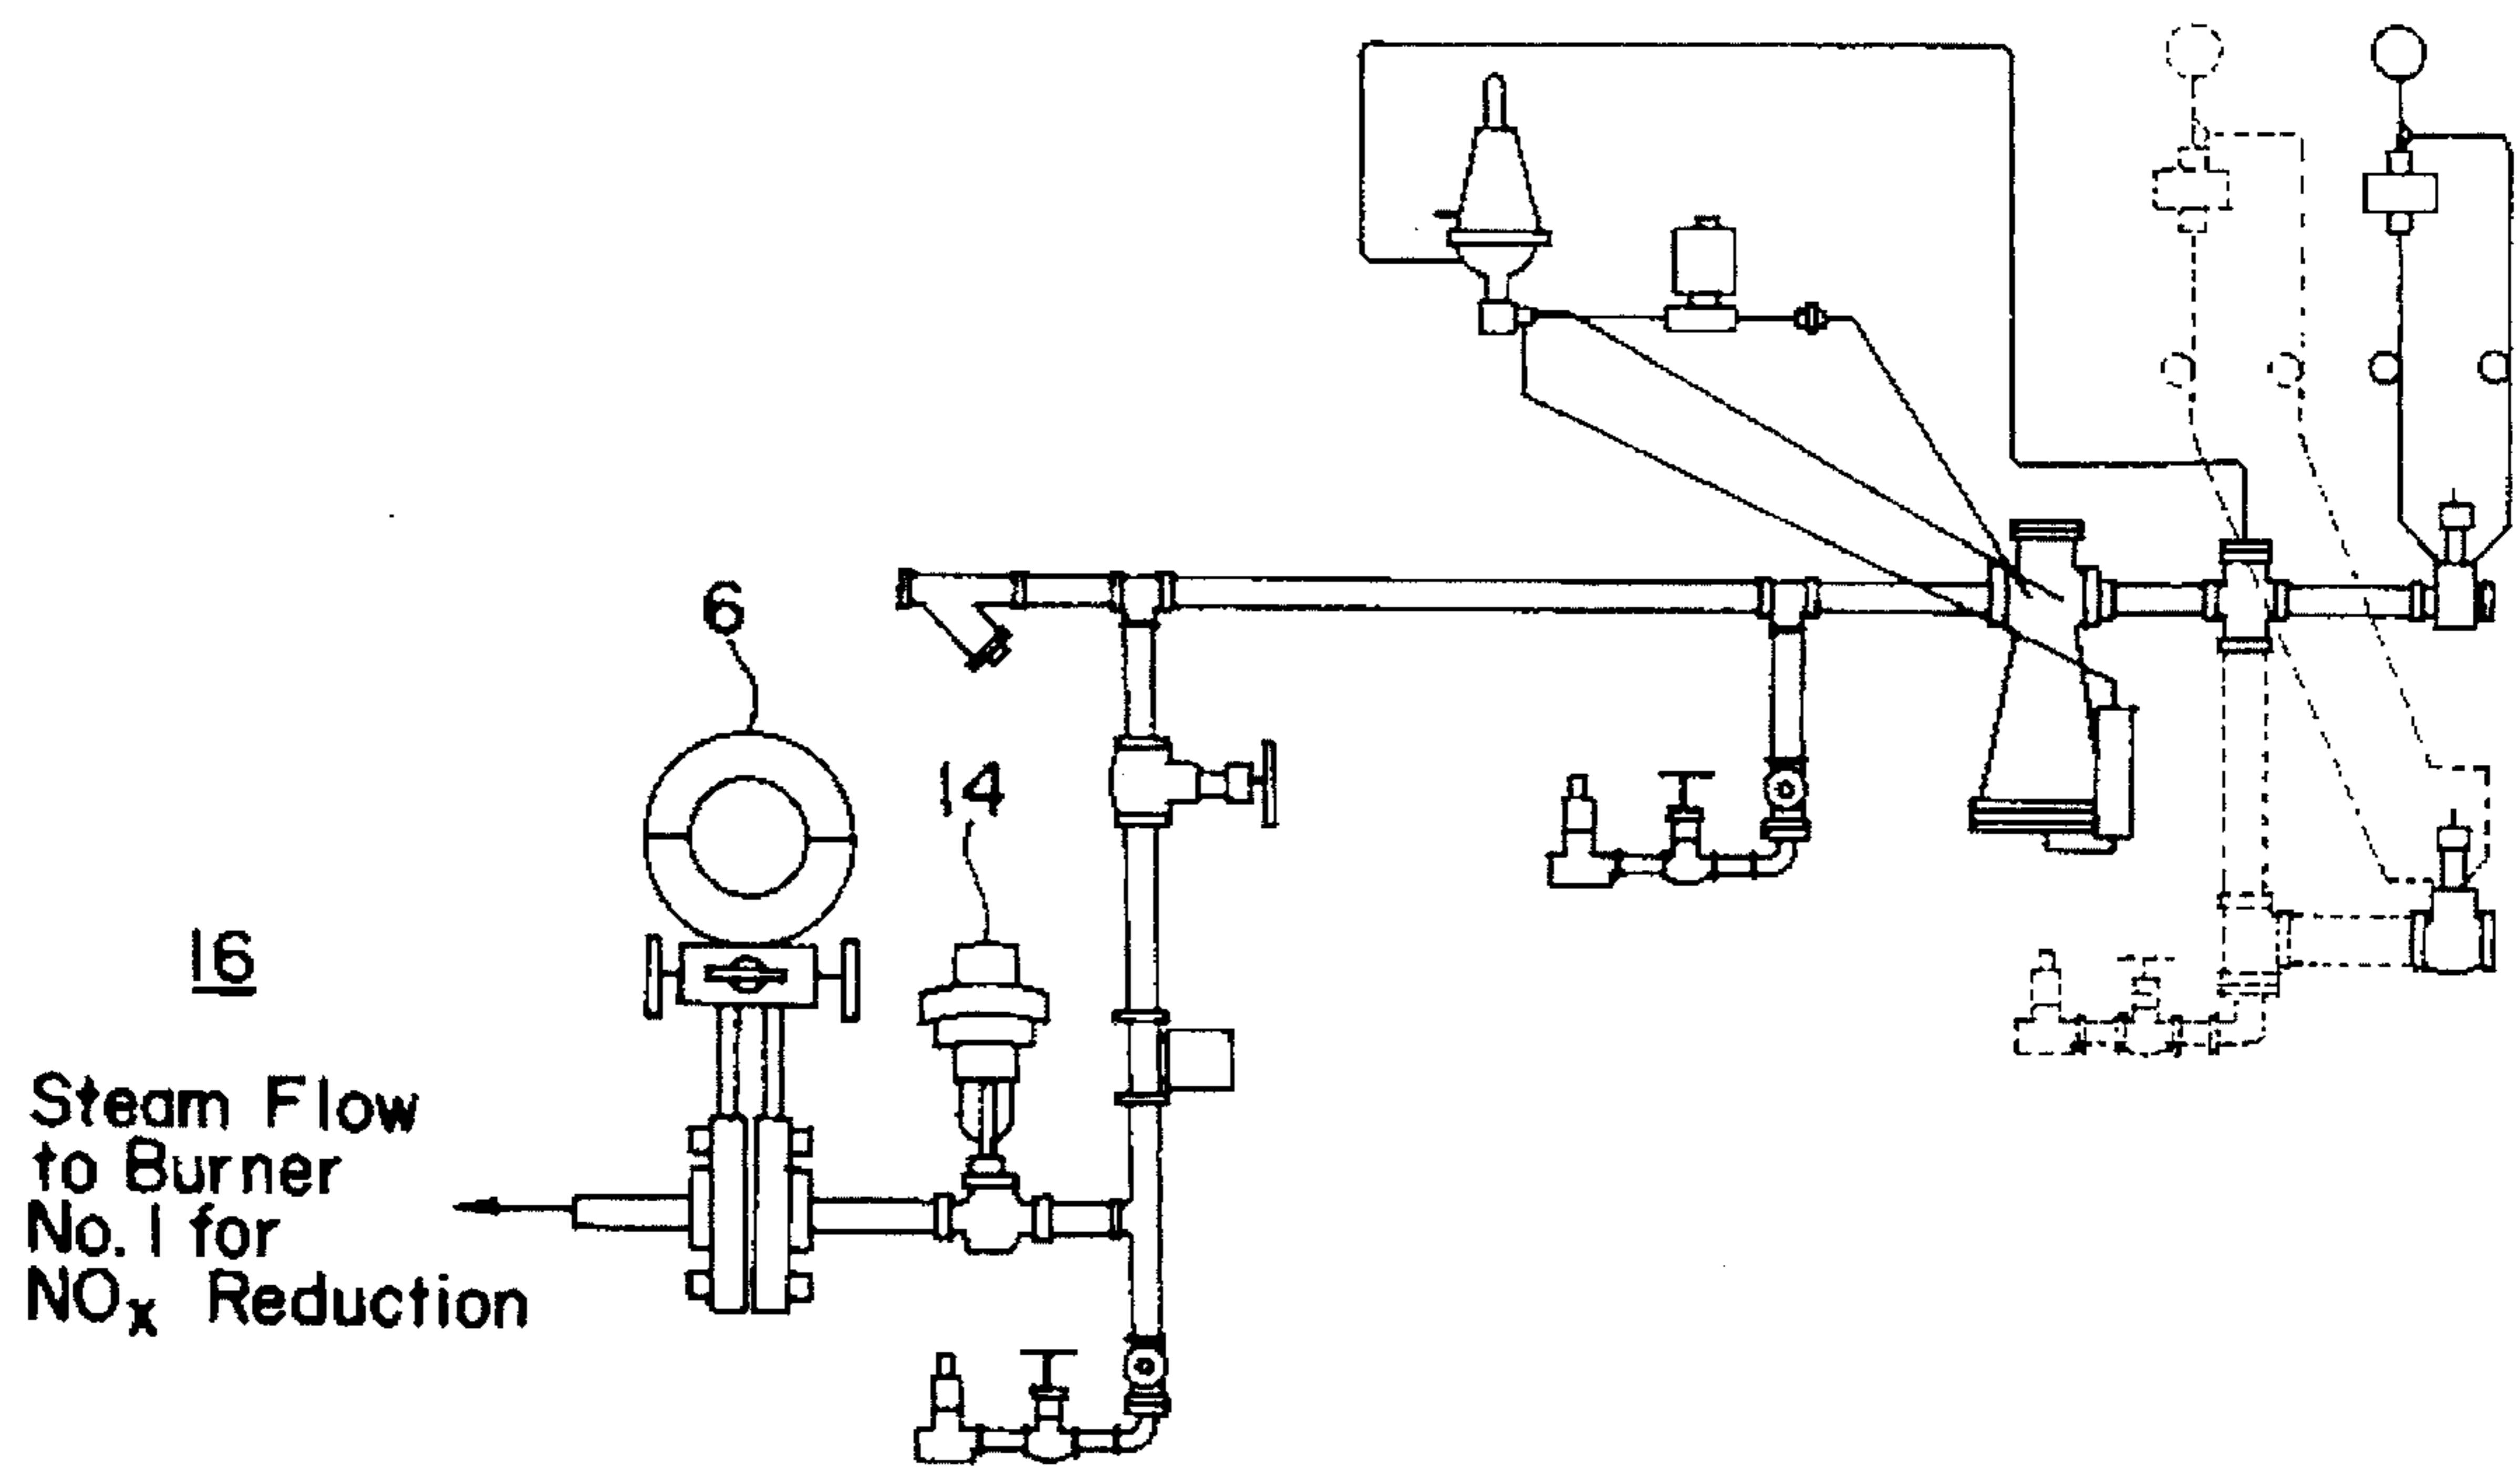 6
14
16
Steam Flow
to Burner
No. 1 for
NOx Reduction